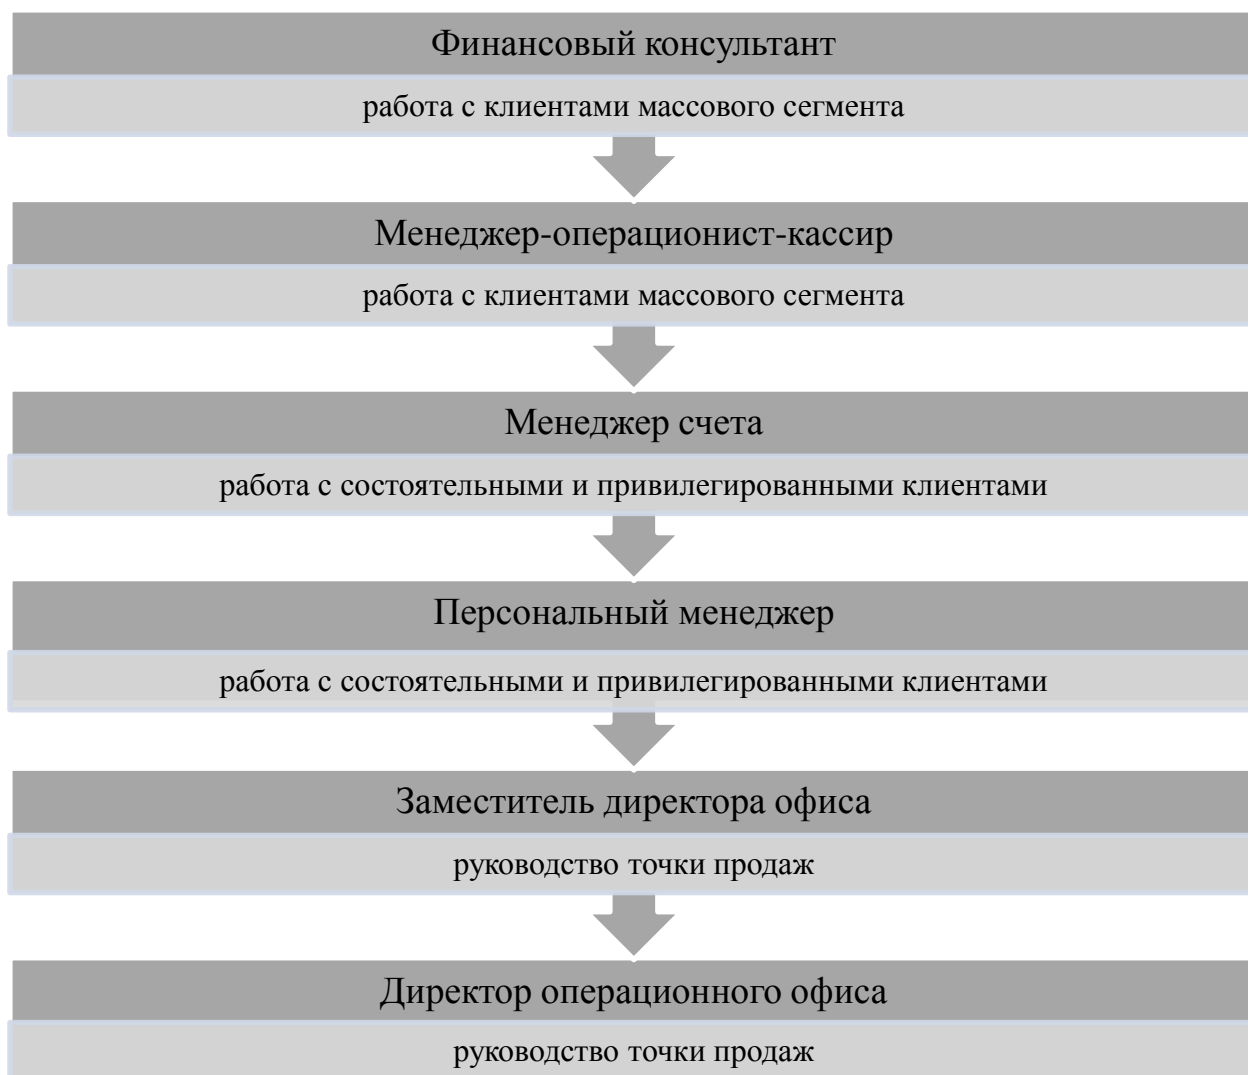 Финансовый консультант
работа с клиентами массового сегмента
Менеджер-операционист-кассир
работа с клиентами массового сегмента
Менеджер счета
работа с состоятельными и привилегированными клиентами
Персональный менеджер
работа с состоятельными и привилегированными клиентами
Заместитель директора офиса
руководство точки продаж
Директор операционного офиса
руководство точки продаж